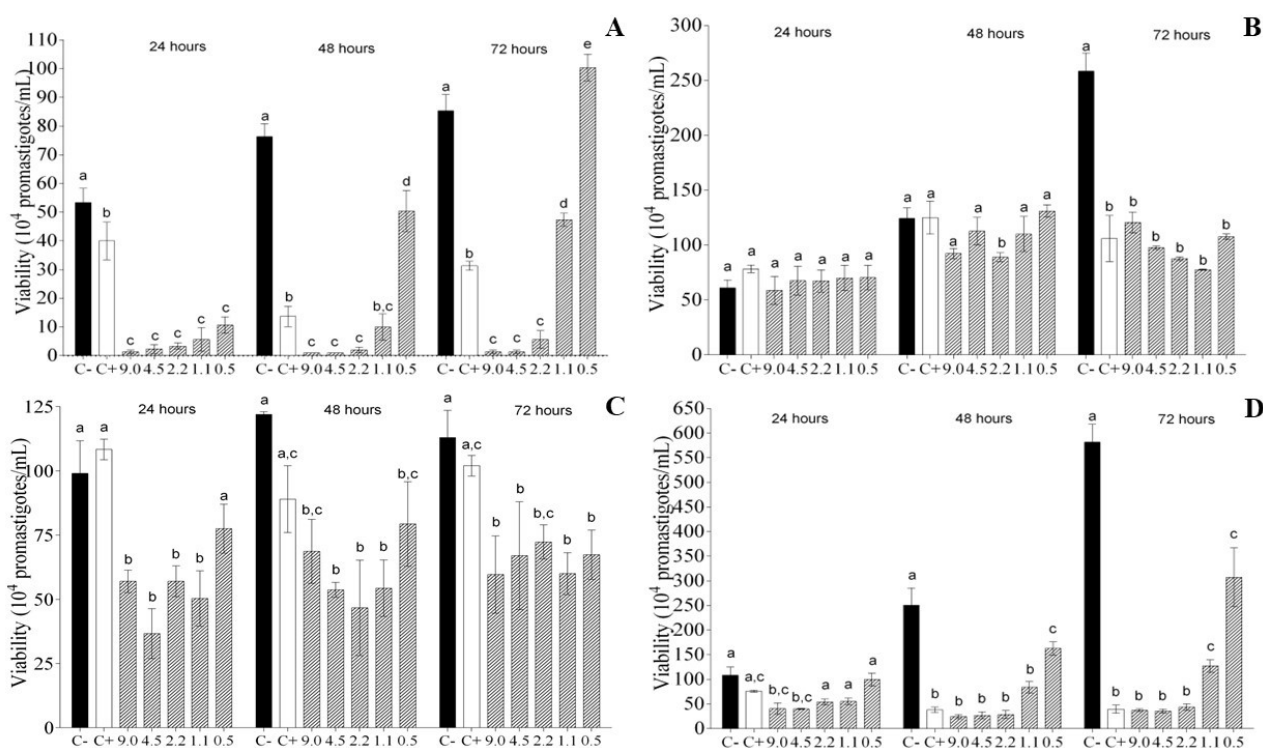 A
24 hours 48 hours 72 hours
Viability (10⁴ promastigotes/mL)
110
100
90
80
70
60
50
40
30
20
10
0
a b c c c c c a b c c c b,c d a b c c c d e
C- C+ 9.0 4.5 2.2 1.1 0.5 C- C+ 9.0 4.5 2.2 1.1 0.5 C- C+ 9.0 4.5 2.2 1.1 0.5
B
24 hours 48 hours 72 hours
Viability (10⁴ promastigotes/mL)
300
250
200
150
100
50
0
a a a a a a a a a a a b a a a b b b b b b
C- C+ 9.0 4.5 2.2 1.1 0.5 C- C+ 9.0 4.5 2.2 1.1 0.5 C- C+ 9.0 4.5 2.2 1.1 0.5
C
24 hours 48 hours 72 hours
Viability (10⁴ promastigotes/mL)
125
100
75
50
25
0
a a b b b b a a a,c b,c b b b b,c a a,c b b b,c b b
C- C+ 9.0 4.5 2.2 1.1 0.5 C- C+ 9.0 4.5 2.2 1.1 0.5 C- C+ 9.0 4.5 2.2 1.1 0.5
D
24 hours 48 hours 72 hours
Viability (10⁴ promastigotes/mL)
650
600
550
500
450
400
350
300
250
200
150
100
50
0
a a,c b,c b,c a a a a b b b b b c a b b b b c c
C- C+ 9.0 4.5 2.2 1.1 0.5 C- C+ 9.0 4.5 2.2 1.1 0.5 C- C+ 9.0 4.5 2.2 1.1 0.5